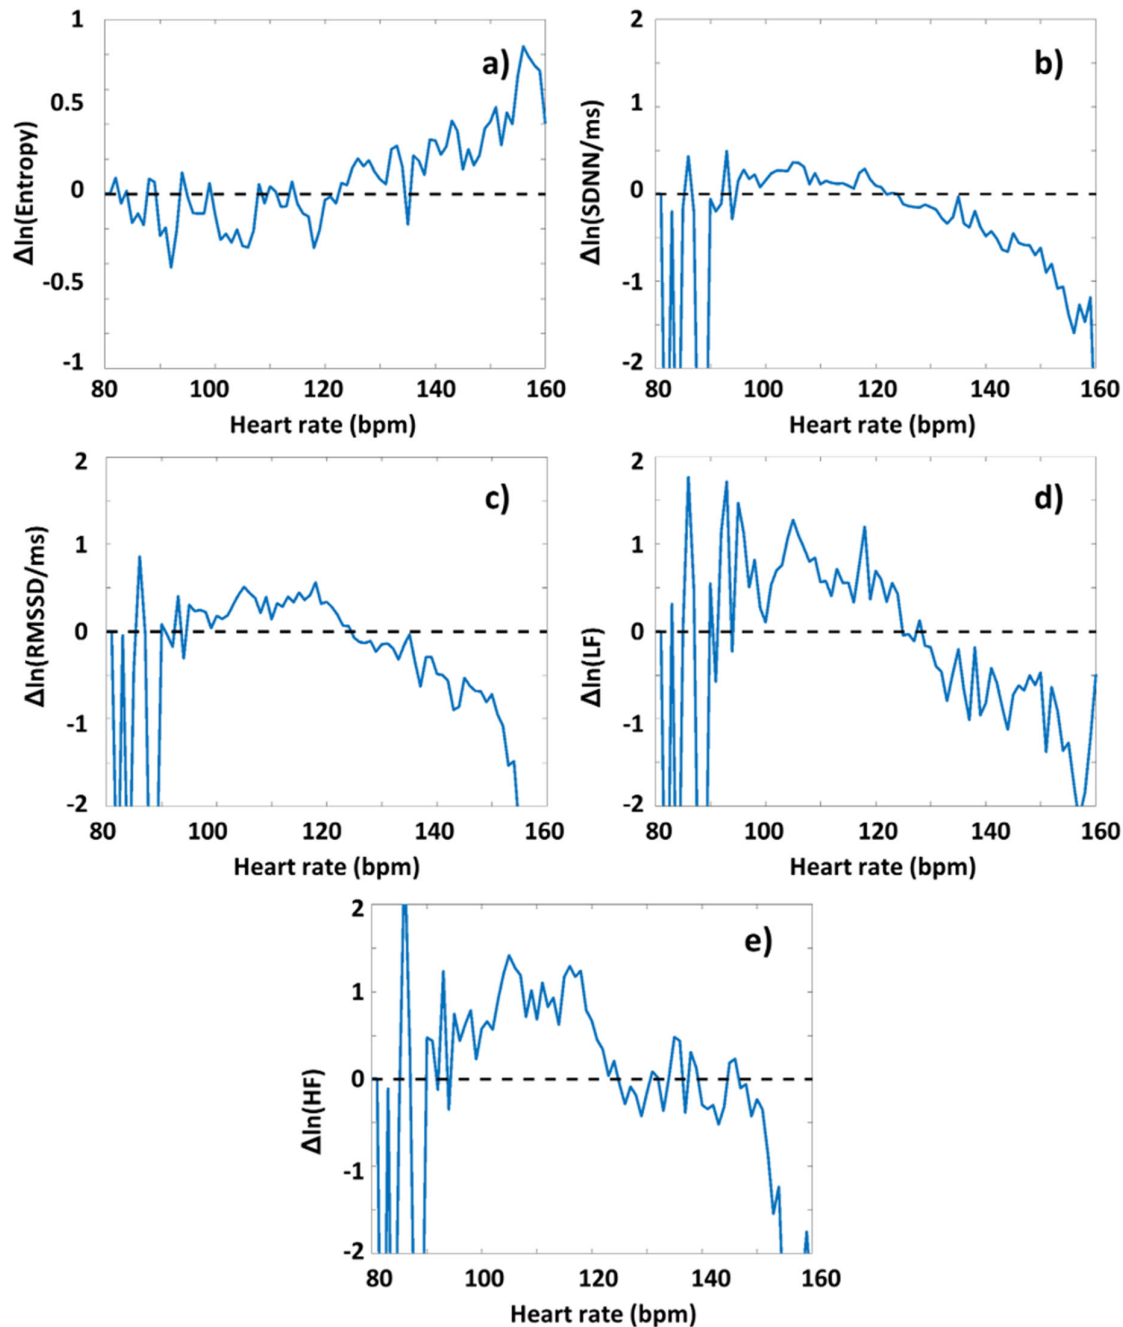 a)
Δln(Entropy)
1
0.5
0
-0.5
-1
80 100 120 140 160
Heart rate (bpm)
b)
Δln(SDNN/ms)
2
1
0
-1
-2
80 100 120 140 160
Heart rate (bpm)
c)
Δln(RMSSD/ms)
2
1
0
-1
-2
80 100 120 140 160
Heart rate (bpm)
d)
Δln(LF)
2
1
0
-1
-2
80 100 120 140 160
Heart rate (bpm)
e)
Δln(HF)
2
1
0
-1
-2
80 100 120 140 160
Heart rate (bpm)